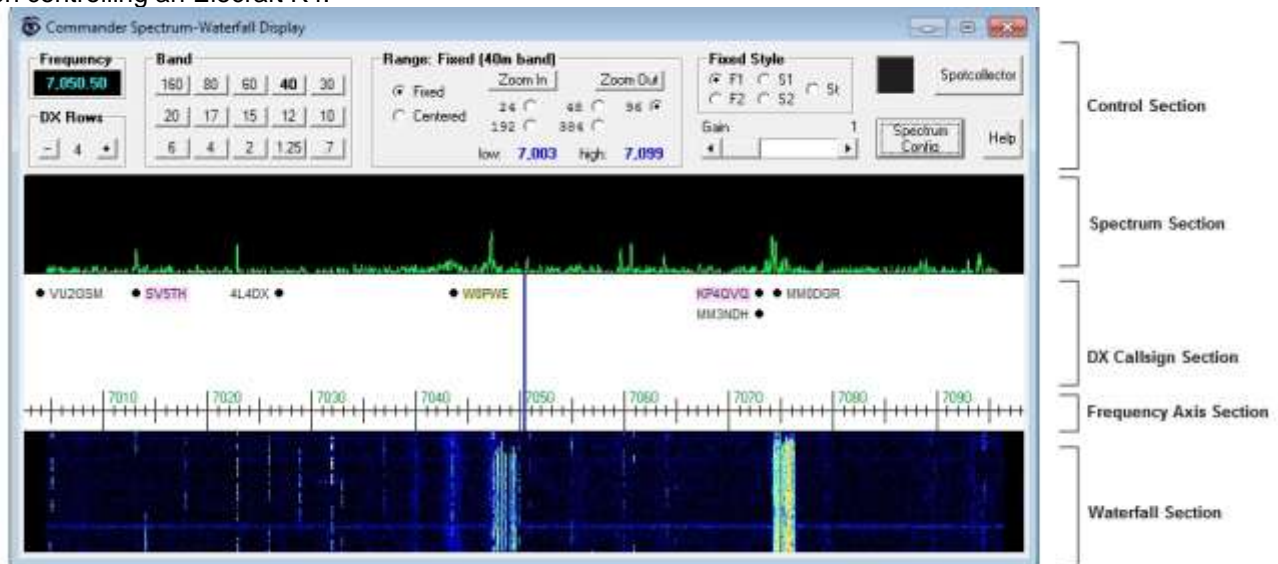 Commander Spectrum-Waterfall Display
Frequency
7,050.50
DX Rows
- 4 +
Band
160 80 60 40 30
20 17 15 12 10
6 4 2 1.25 7
Range: Fixed (40m band)
Fixed
Centered
Zoom In Zoom Out
24 48 96
192 384
low: 7,003 high: 7,099
Fixed Style
F1 S1
F2 S2
St
Gain 1
Spotcollector
Spectrum
Config
Help
Control Section
Spectrum Section
VU2GSM SV5TH 4L4DX W0PWE KP4QVQ MM0DGR
MM3NDH
DX Callsign Section
7010 7020 7030 7040 7050 7060 7070 7080 7090
Frequency Axis Section
Waterfall Section